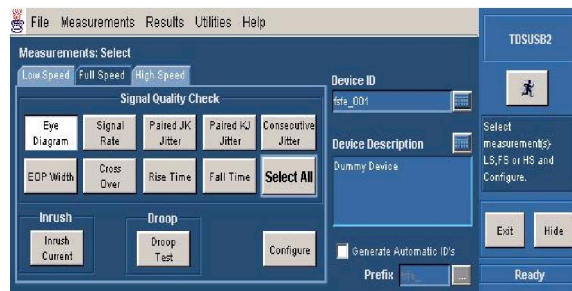 File Measurements Results Utilities Help
TDSUSB2
Measurements: Select
Low Speed Full Speed High Speed
Device ID
Signal Quality Check
fste_001
Eye Diagram
Signal Rate
Paired JK Jitter
Paired KJ Jitter
Consecutive Jitter
Device Description
Select
measurement(s)-
LS,FS or HS and
Configure.
Dummy Device
EOP Width
Cross Over
Rise Time
Fall Time
Select All
Inrush
Droop
Inrush Current
Droop Test
Configure
Exit Hide
Generate Automatic ID's
Prefix
...
Ready